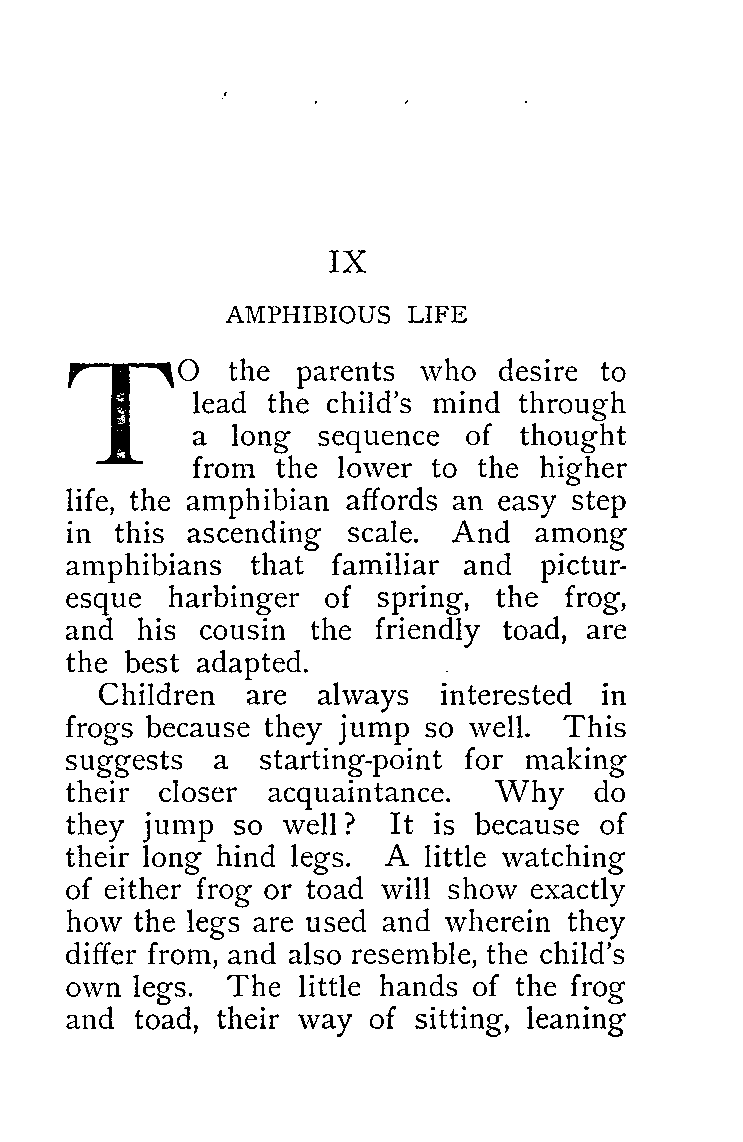 IX
AMPHIBIOUS LIFE
TO the parents who desire to
lead the child's mind through
a long sequence of thought
from the lower to the higher
life, the amphibian affords an easy step
in this ascending scale. And among
amphibians that familiar and pictur-
esque harbinger of spring, the frog,
and his cousin the friendly toad, are
the best adapted.
Children are always interested in
frogs because they jump so well. This
suggests a starting-point for making
their closer acquaintance. Why do
they jump so well? It is because of
their long hind legs. A little watching
of either frog or toad will show exactly
how the legs are used and wherein they
differ from, and also resemble, the child's
own legs. The little hands of the frog
and toad, their way of sitting, leaning